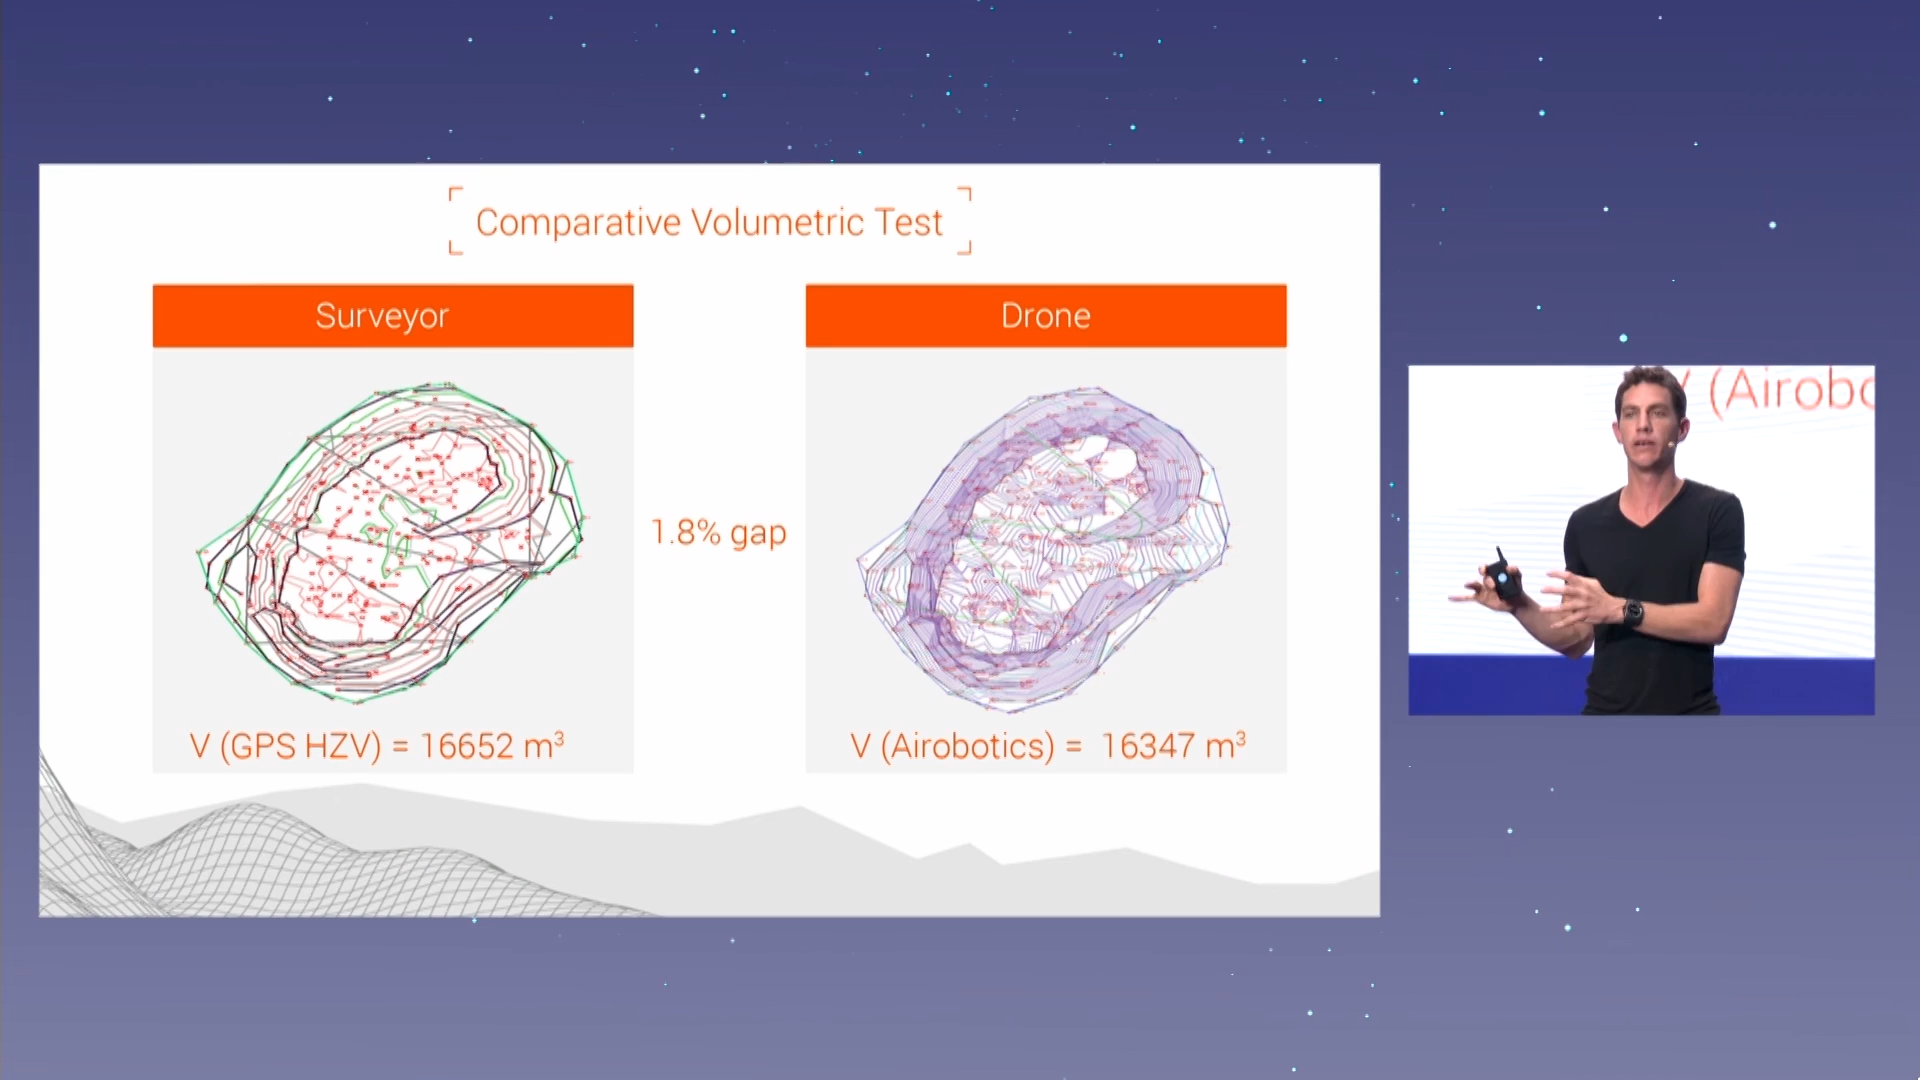 Comparative Volumetric Test
Surveyor
Drone
1.8% gap
V (GPS HZV) = 16652 m³
V (Airobotics) = 16347 m³
(Airobo